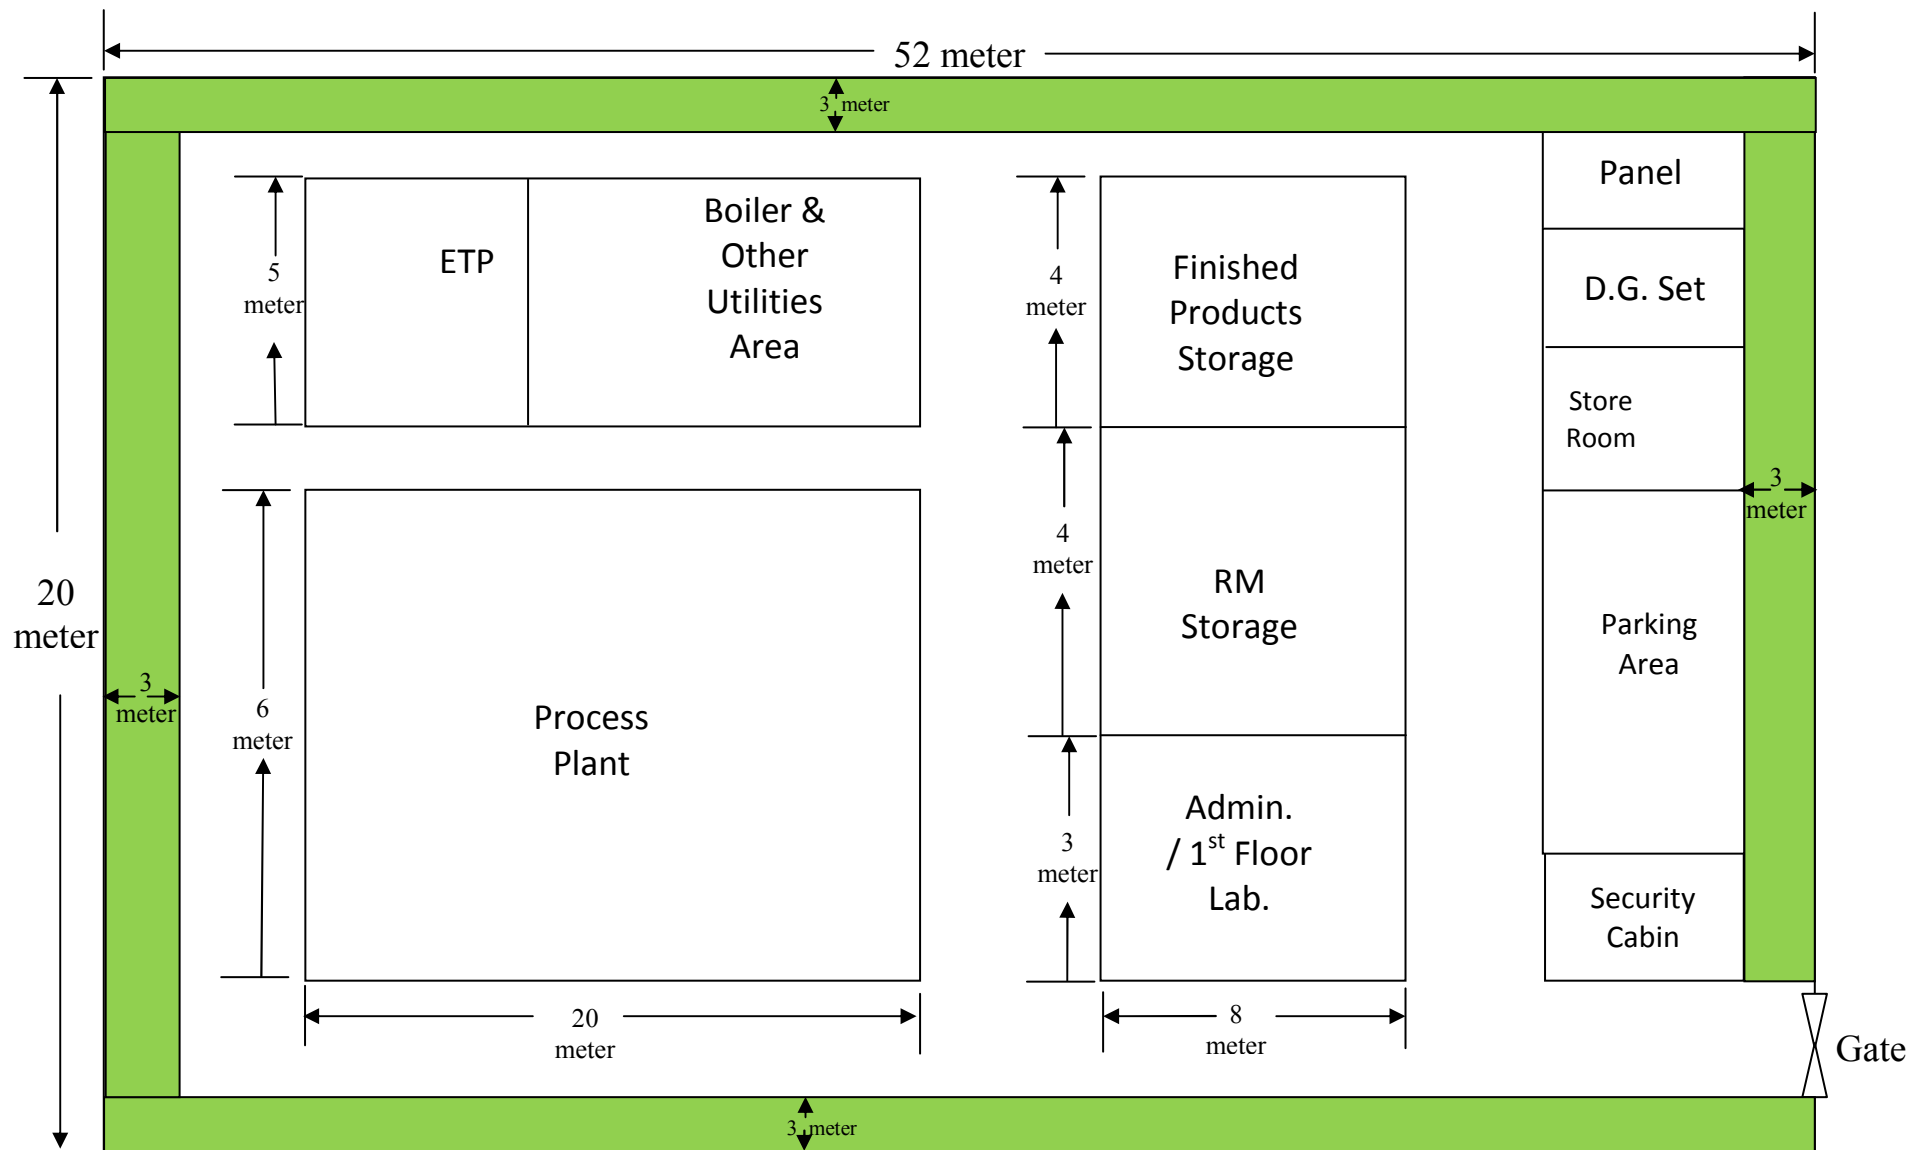 52 meter
3 meter
Panel
Boiler &
Other
Utilities
Area
ETP
5
meter
4
meter
Finished
Products
Storage
D.G. Set
Store
Room
3
meter
4
meter
RM
Storage
20
meter
Parking
Area
3
meter
6
meter
Process
Plant
Admin.
/ 1st Floor
Lab.
3
meter
Security
Cabin
20
meter
8
meter
Gate
3 meter